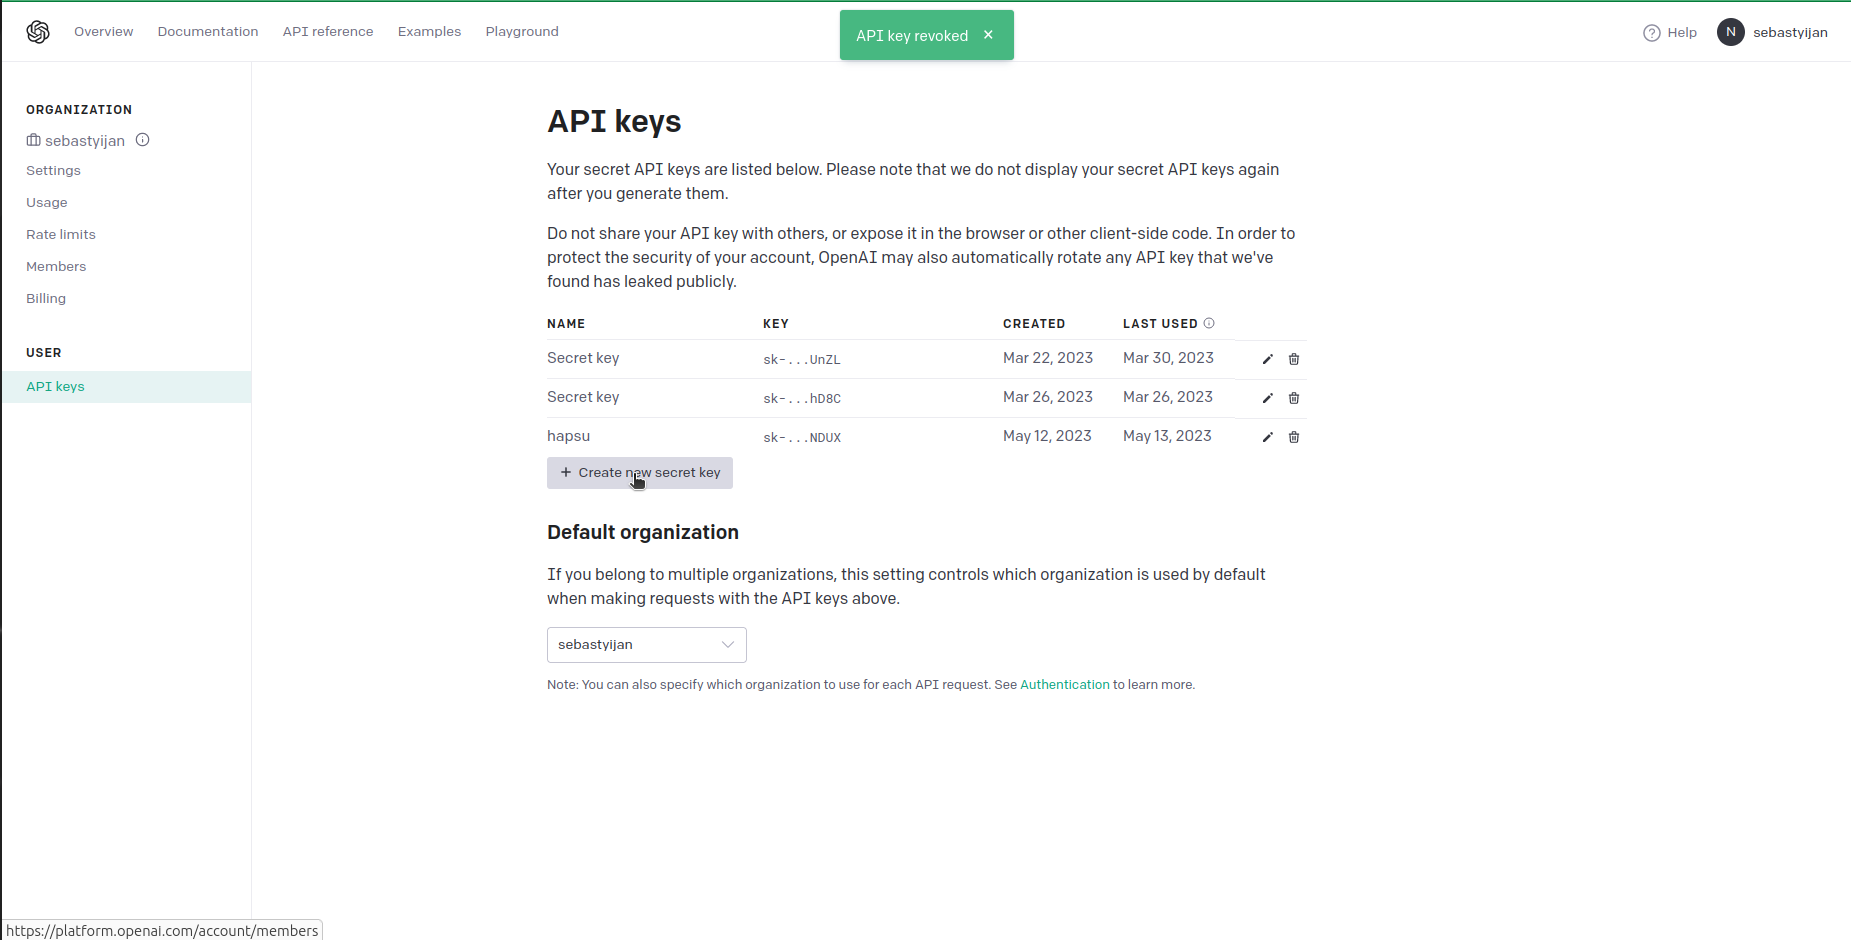 Overview Documentation API reference Examples Playground
API key revoked ×
Help N sebastyijan
ORGANIZATION
sebastyijan
Settings
Usage
Rate limits
Members
Billing
USER
API keys
API keys
Your secret API keys are listed below. Please note that we do not display your secret API keys again
after you generate them.
Do not share your API key with others, or expose it in the browser or other client-side code. In order to
protect the security of your account, OpenAI may also automatically rotate any API key that we've
found has leaked publicly.
NAME KEY CREATED LAST USED
Secret key sk-...UnZL Mar 22, 2023 Mar 30, 2023
Secret key sk-...hD8C Mar 26, 2023 Mar 26, 2023
hapsu sk-...NDUX May 12, 2023 May 13, 2023
+ Create new secret key
Default organization
If you belong to multiple organizations, this setting controls which organization is used by default
when making requests with the API keys above.
sebastyijan
Note: You can also specify which organization to use for each API request. See Authentication to learn more.
https://platform.openai.com/account/members